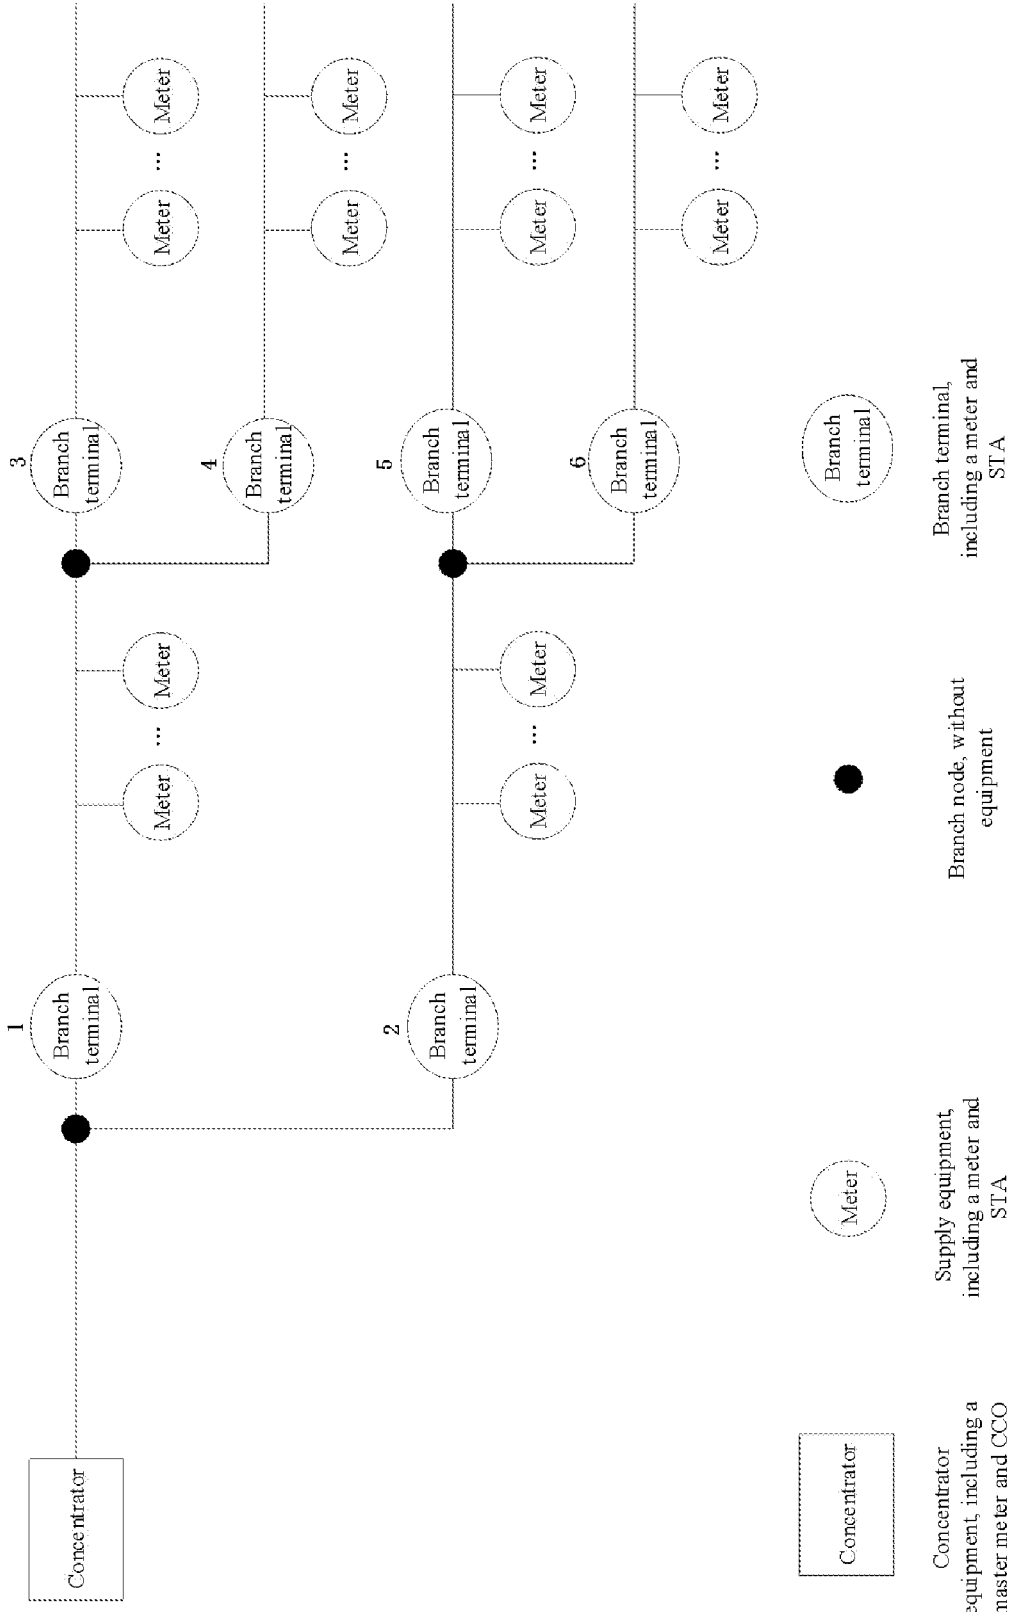 Concentrator
1
Branch
terminal
2
Branch
terminal
Meter
...
Meter
Meter
...
Meter
3
Branch
terminal
4
Branch
terminal
5
Branch
terminal
6
Branch
terminal
Meter
...
Meter
Meter
...
Meter
Meter
...
Meter
Meter
...
Meter
Concentrator
Concentrator
equipment, including a
master meter and CCO
Meter
Supply equipment,
including a meter and
STA
Branch node, without
equipment
Branch
terminal
Branch terminal,
including a meter and
STA